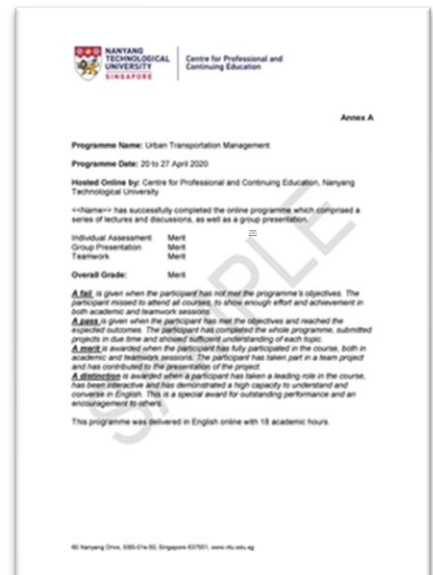 NANYANG
TECHNOLOGICAL
UNIVERSITY
SINGAPORE
Centre for Professional and
Continuing Education
Annex A
Programme Name: Urban Transportation Management
Programme Date: 20 to 27 April 2020
Hosted Online by: Centre for Professional and Continuing Education, Nanyang
Technological University
<<Name>> has successfully completed the online programme which comprised a
series of lectures and discussions, as well as a group presentation.
Individual Assessment Merit
Group Presentation Merit
Teamwork Merit
Overall Grade: Merit
A fail is given when the participant has not met the programme's objectives. The
participant missed to attend all courses, to show enough effort and achievement in
both academic and teamwork sessions.
A pass is given when the participant has met the objectives and reached the
expected outcomes. The participant has completed the whole programme, submitted
projects in due time and showed sufficient understanding of each topic.
A merit is awarded when the participant has fully participated in the course, both in
academic and teamwork sessions. The participant has taken part in a team project
and has contributed to the presentation of the project.
A distinction is awarded when a participant has taken a leading role in the course,
has been interactive and has demonstrated a high capacity to understand and
converse in English. This is a special award for outstanding performance and an
encouragement to others.
This programme was delivered in English online with 18 academic hours.
SAMPLE
60 Nanyang Drive, Singapore 637551, www.ntu.edu.sg